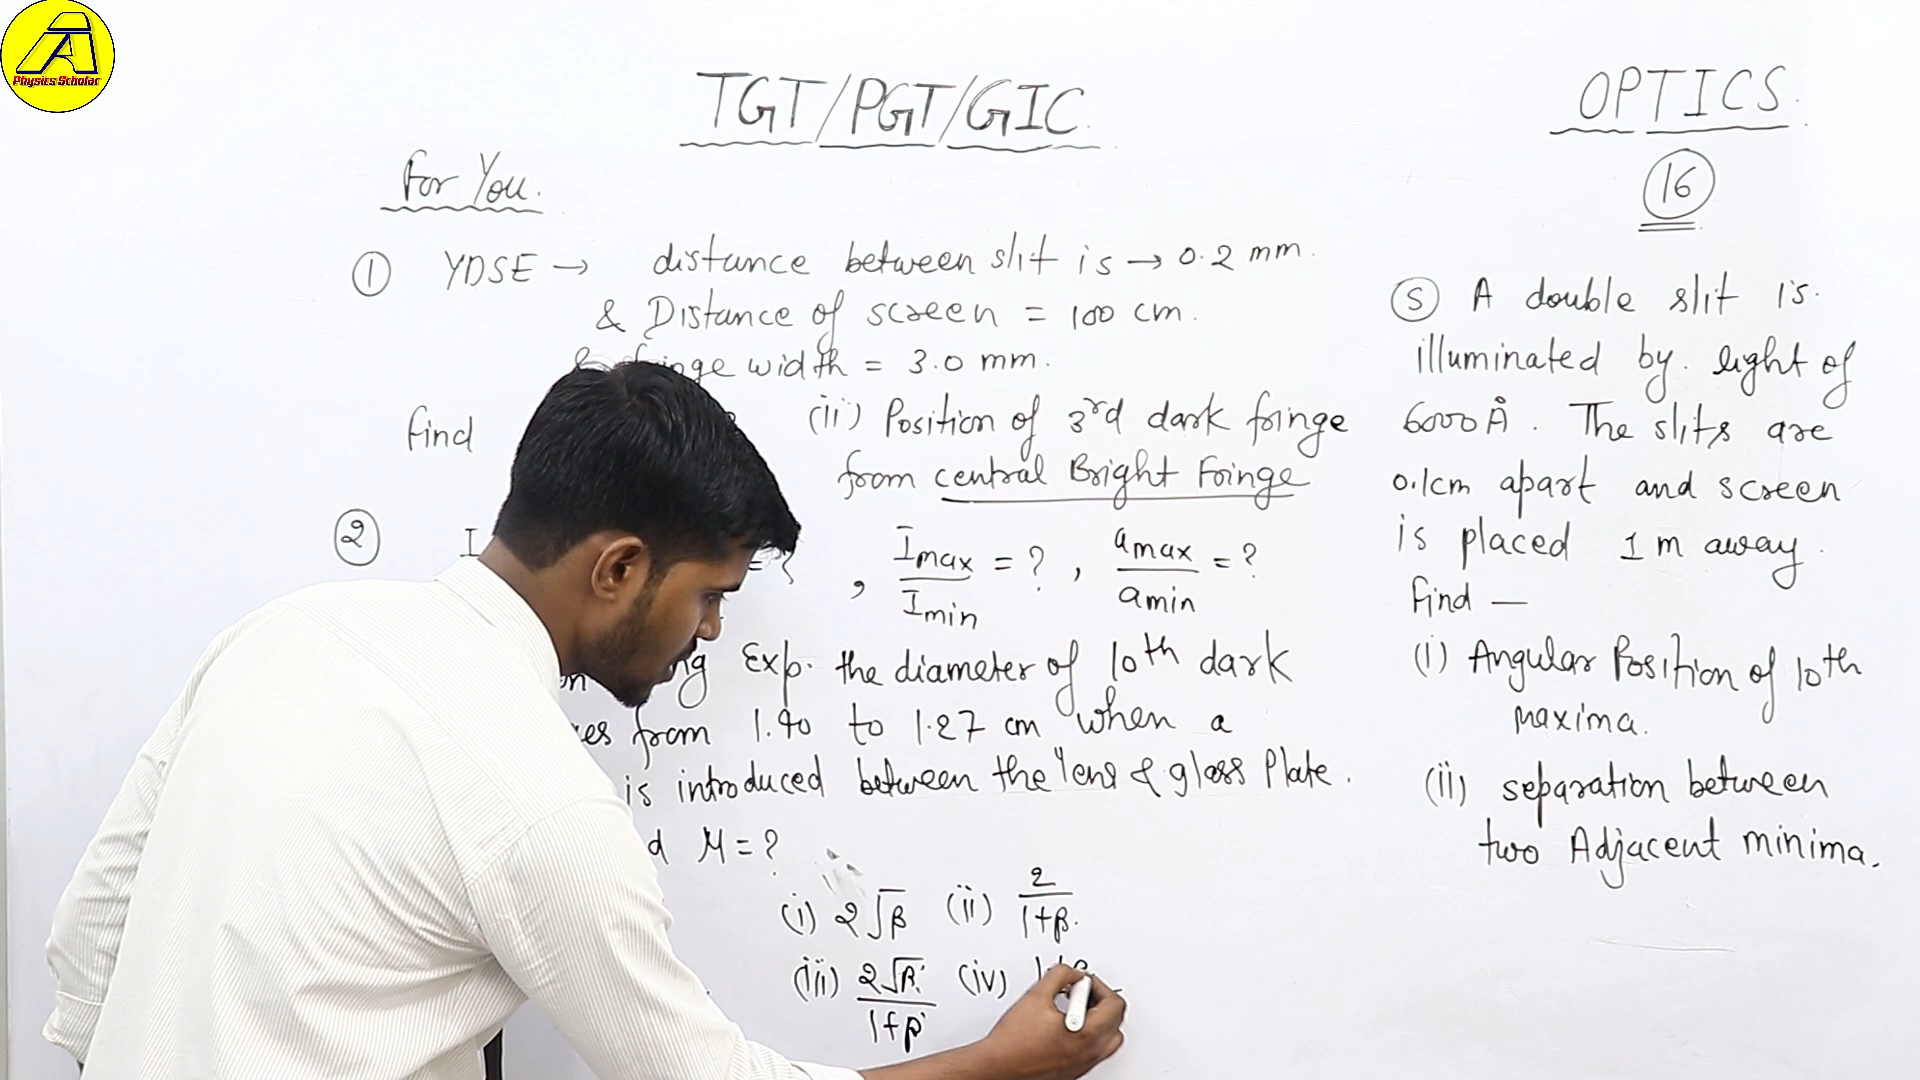 A
Physics Scholar
TGT/PGT/GIC
OPTICS
16
For You.
① YDSE → distance between slit is → 0.2 mm.
& Distance of screen = 100 cm.
& fringe width = 3.0 mm.
find (ii) Position of 3rd dark fringe
from central Bright Fringe
② I = ? , Imax/Imin = ? , amax/amin = ?
Exp. the diameter of 10th dark
from 1.40 to 1.27 cm when a
is introduced between the lens & glass Plate.
μ = ?
(i) 2√β (ii) 2/1+β.
(iii) 2√β/1+β (iv)
⑤ A double slit is
illuminated by light of
6000Å. The slits are
0.1cm apart and screen
is placed 1m away.
find —
(i) Angular Position of 10th
maxima.
(ii) separation between
two Adjacent minima.